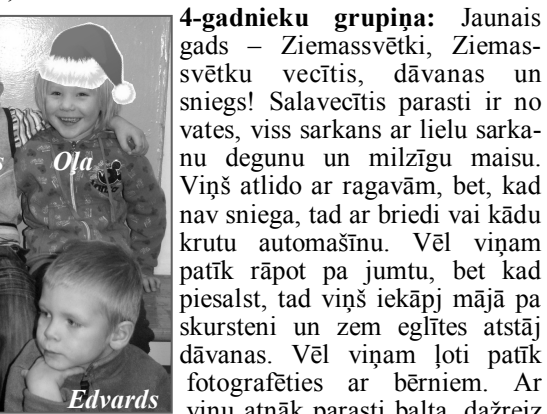 4-gadnieku grupiņa: Jaunais
gads – Ziemassvētki, Ziemas-
svētku vecītis, dāvanas un
sniegs! Salavecītis parasti ir no
vates, viss sarkans ar lielu sarka-
nu degunu un milzīgu maisu.
Viņš atlido ar ragavām, bet, kad
nav sniega, tad ar briedi vai kādu
krutu automašīnu. Vēl viņam
patīk rāpot pa jumtu, bet kad
piesalst, tad viņš iekāpj mājā pa
skursteni un zem eglītes atstāj
dāvanas. Vēl viņam ļoti patīk
fotografēties ar bērniem. Ar
viņu atnāk parasti balta, dažreiz
Oļa
Edvards